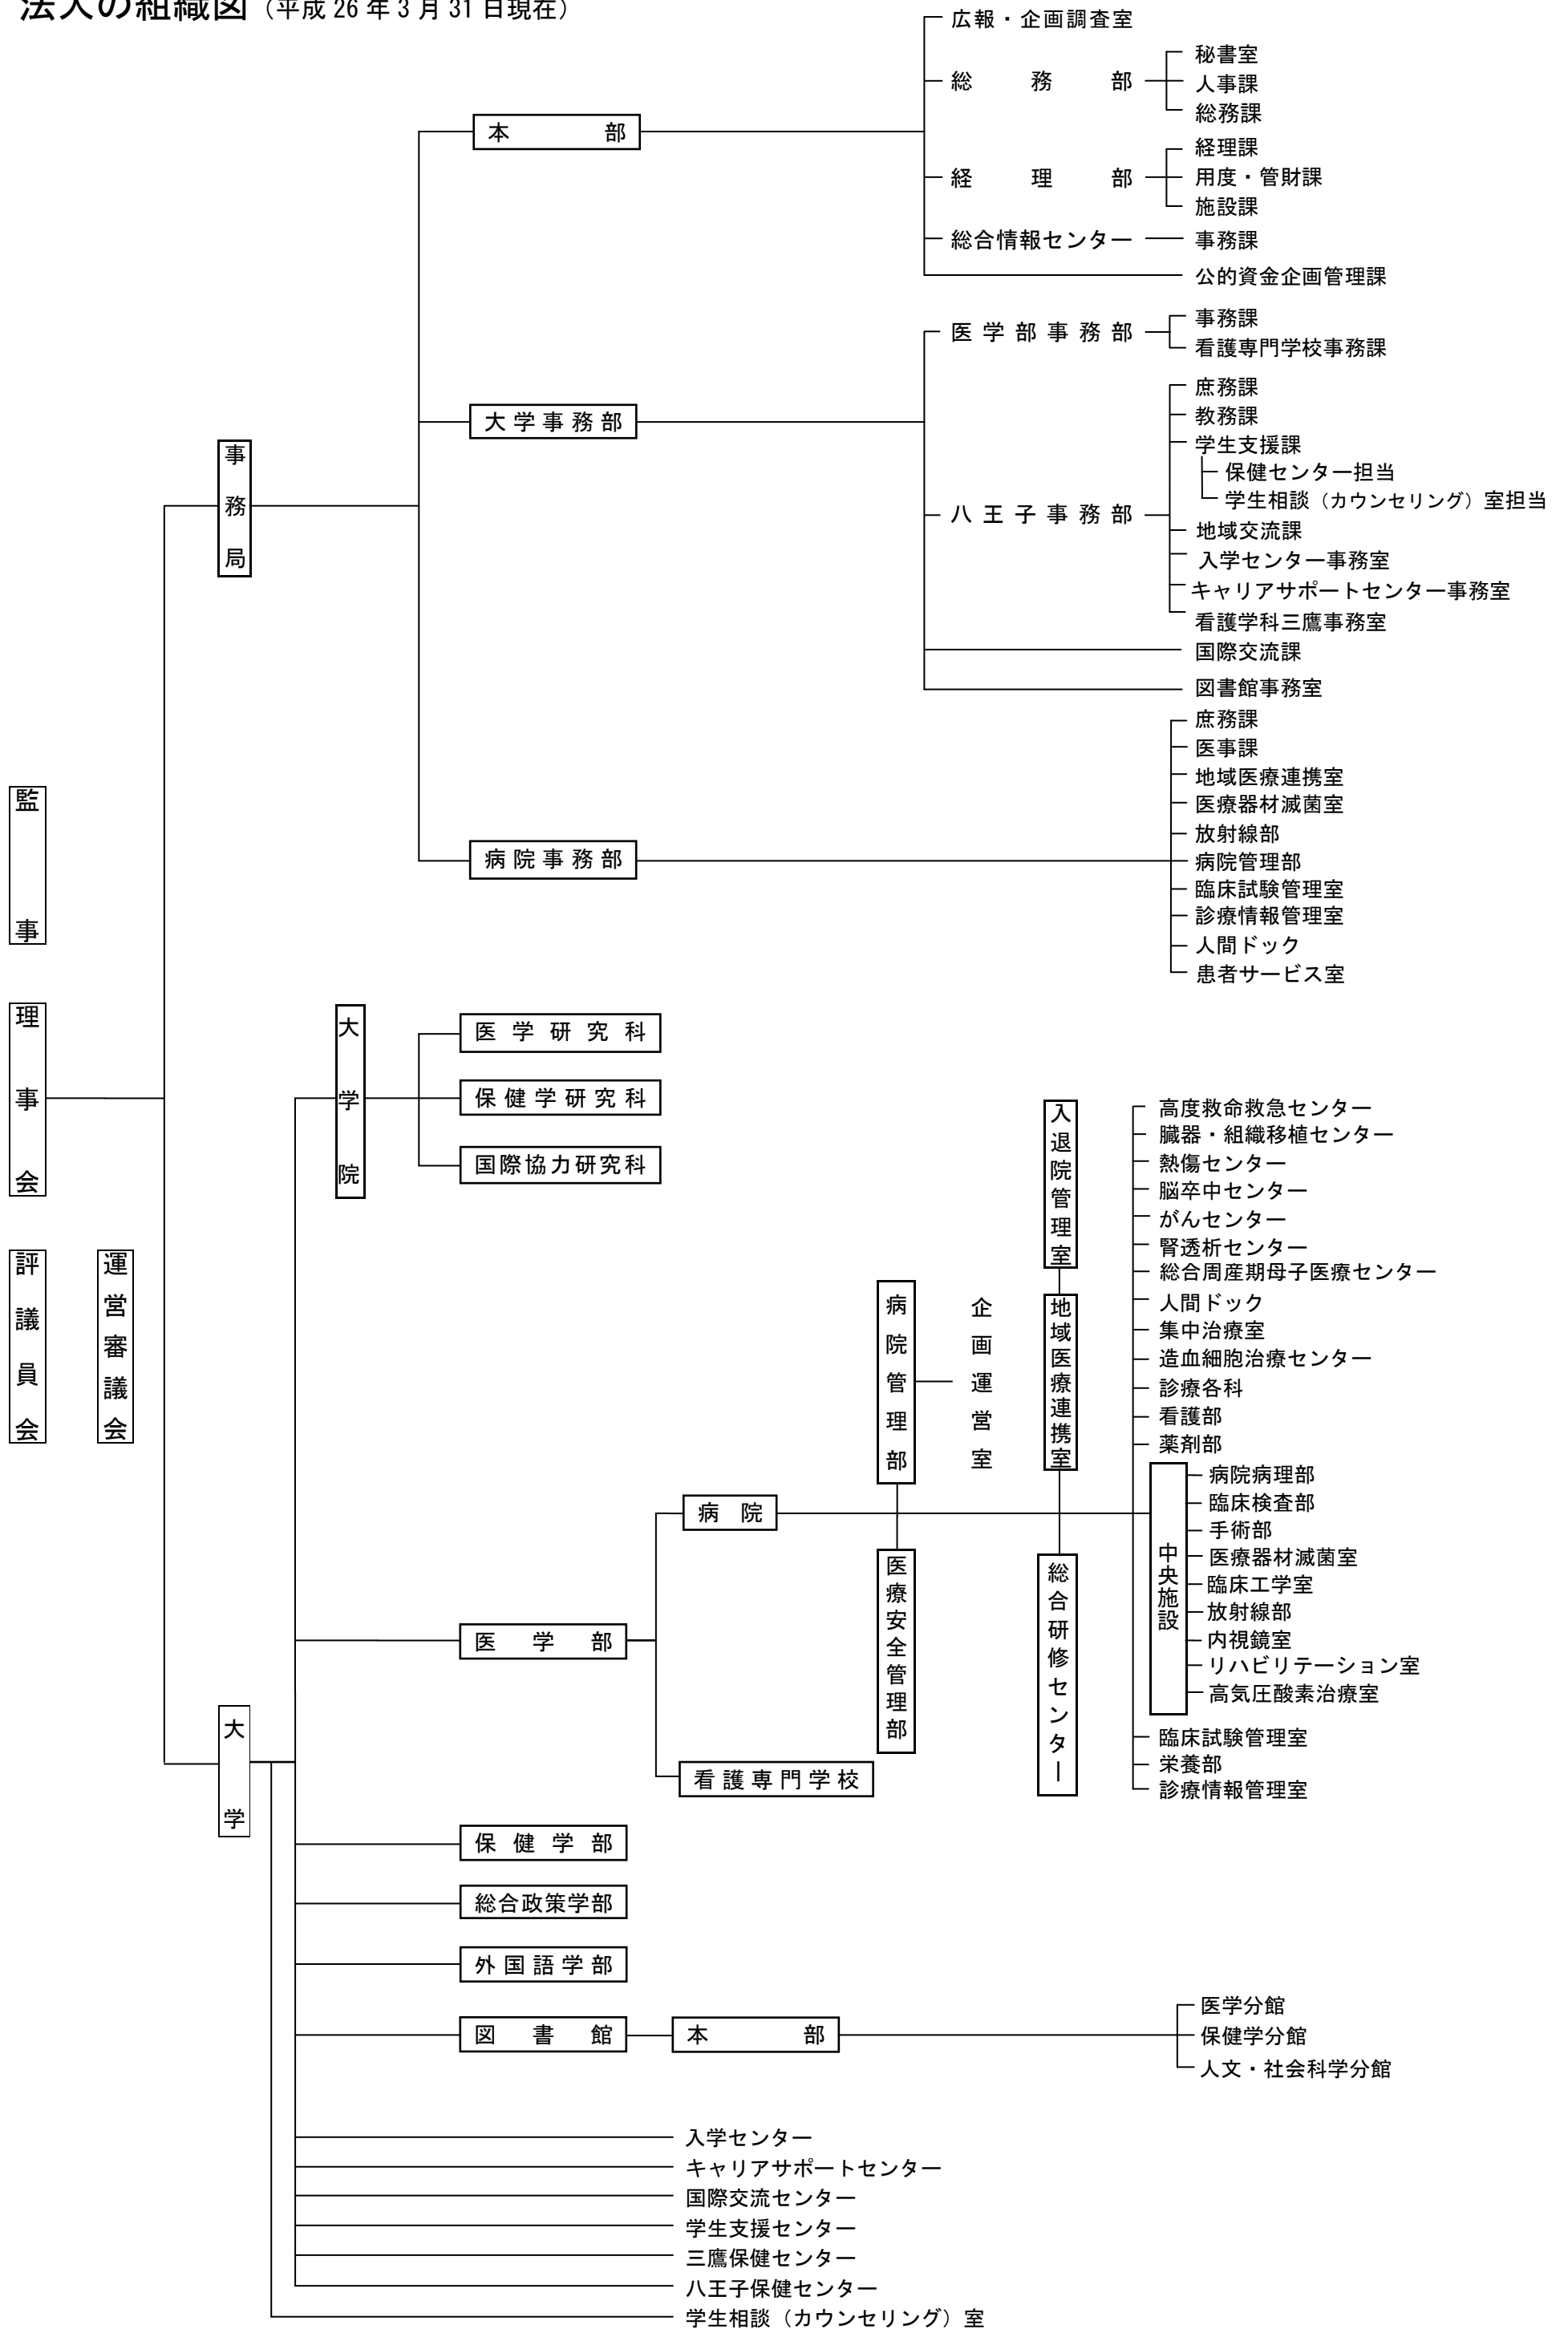 法人の組織図（平成 26 年 3 月 31 日現在）
広報・企画調査室
総務部
秘書室
人事課
総務課
本部
経理部
経理課
用度・管財課
施設課
総合情報センター
事務課
公的資金企画管理課
医学部事務部
事務課
看護専門学校事務課
大学事務部
庶務課
教務課
学生支援課
保健センター担当
学生相談（カウンセリング）室担当
八王子事務部
地域交流課
入学センター事務室
キャリアサポートセンター事務室
看護学科三鷹事務室
国際交流課
図書館事務室
事務局
病院事務部
庶務課
医事課
地域医療連携室
医療器材滅菌室
放射線部
病院管理部
臨床試験管理室
診療情報管理室
人間ドック
患者サービス室
監事
理事会
評議員会
運営審議会
大学院
医学研究科
保健学研究科
国際協力研究科
入退院管理室
地域医療連携室
病院管理部
企画運営室
高度救命救急センター
臓器・組織移植センター
熱傷センター
脳卒中センター
がんセンター
腎透析センター
総合周産期母子医療センター
人間ドック
集中治療室
造血細胞治療センター
診療各科
看護部
薬剤部
病院
医療安全管理部
総合研修センター
中央施設
病院病理部
臨床検査部
手術部
医療器材滅菌室
臨床工学室
放射線部
内視鏡室
リハビリテーション室
高気圧酸素治療室
臨床試験管理室
栄養部
診療情報管理室
医学部
看護専門学校
大学
保健学部
総合政策学部
外国語学部
図書館
本部
医学分館
保健学分館
人文・社会科学分館
入学センター
キャリアサポートセンター
国際交流センター
学生支援センター
三鷹保健センター
八王子保健センター
学生相談（カウンセリング）室